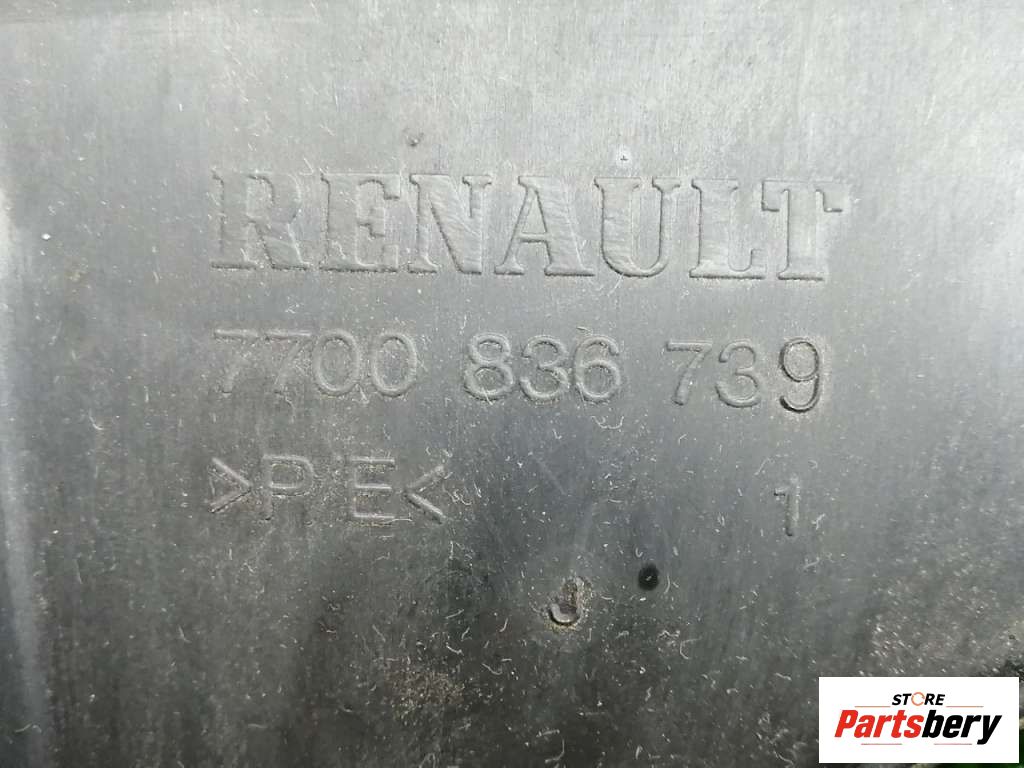 RENAULT
7700 836 739
>PE<
1
STORE
Partsbery